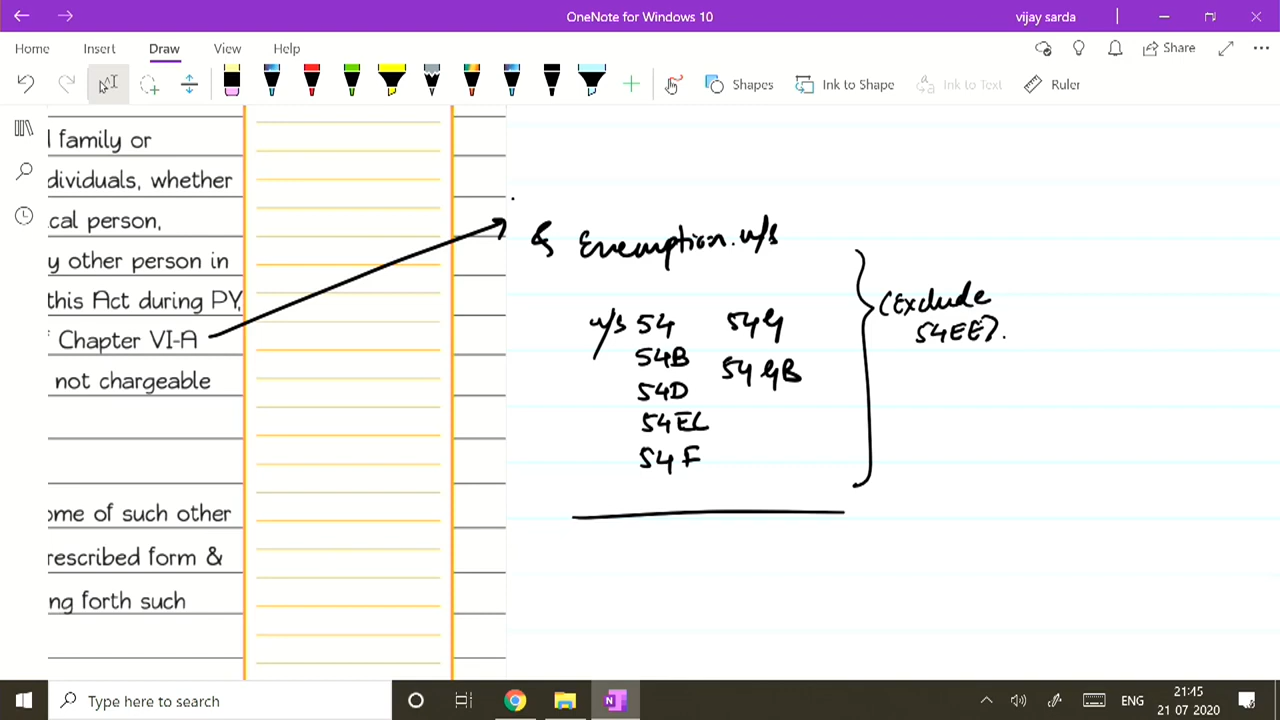 OneNote for Windows 10
vijay sarda
Home Insert Draw View Help
Share
Shapes Ink to Shape Ink to Text Ruler
l family or
dividuals, whether
cal person,
y other person in
this Act during PY,
Chapter VI-A
not chargeable
ome of such other
rescribed form &
ng forth such
& Exemption u/s
u/s 54 54G
54B 54GB
54D
54EC
54F
(Exclude
54EE).
Type here to search
ENG
21:45
21 07 2020